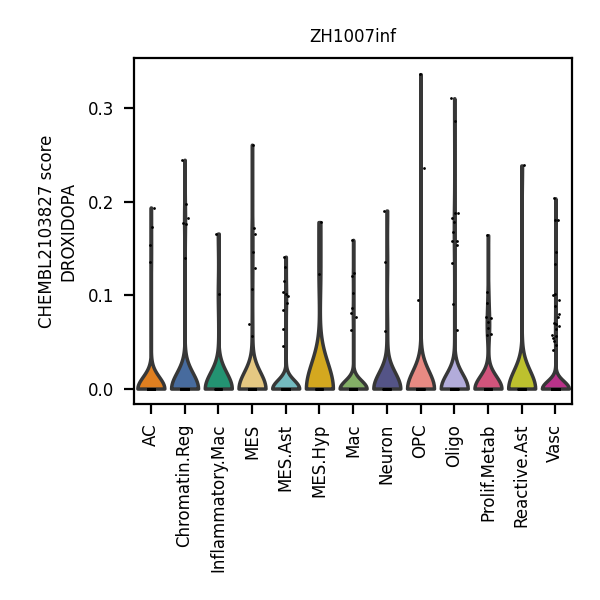 ZH1007inf
CHEMBL2103827 score
DROXIDOPA
0.3
0.2
0.1
0.0
AC
Chromatin.Reg
Inflammatory.Mac
MES
MES.Ast
MES.Hyp
Mac
Neuron
OPC
Oligo
Prolif.Metab
Reactive.Ast
Vasc